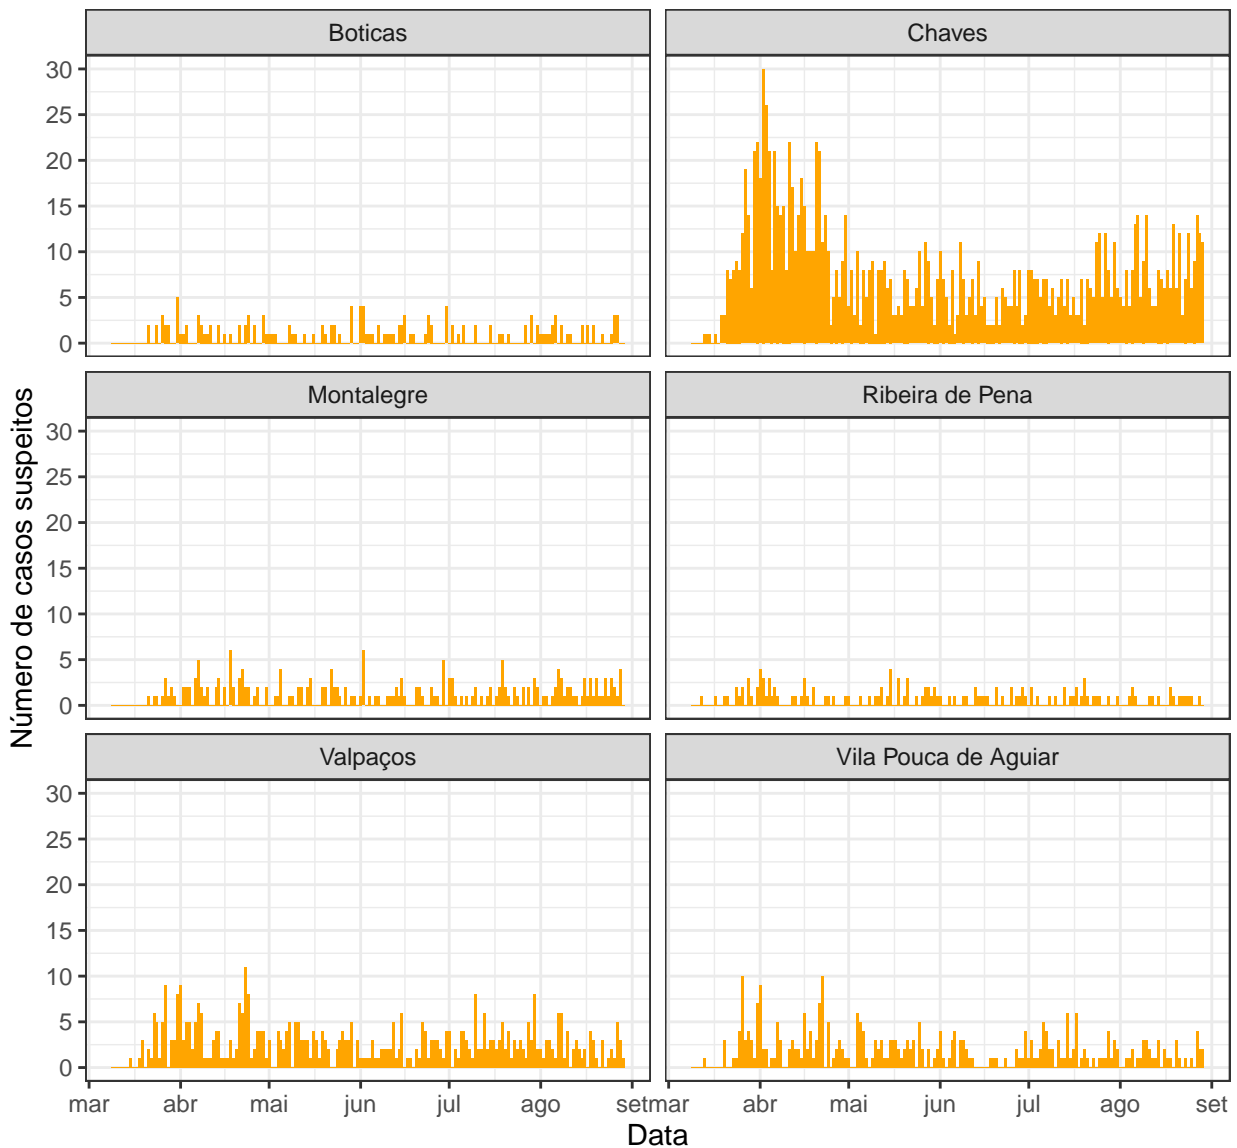 Boticas
Chaves
30
25
20
15
10
5
0
Montalegre
Ribeira de Pena
30
25
20
15
10
5
0
Número de casos suspeitos
Valpaços
Vila Pouca de Aguiar
30
25
20
15
10
5
0
mar abr mai jun jul ago set
mar abr mai jun jul ago set
Data